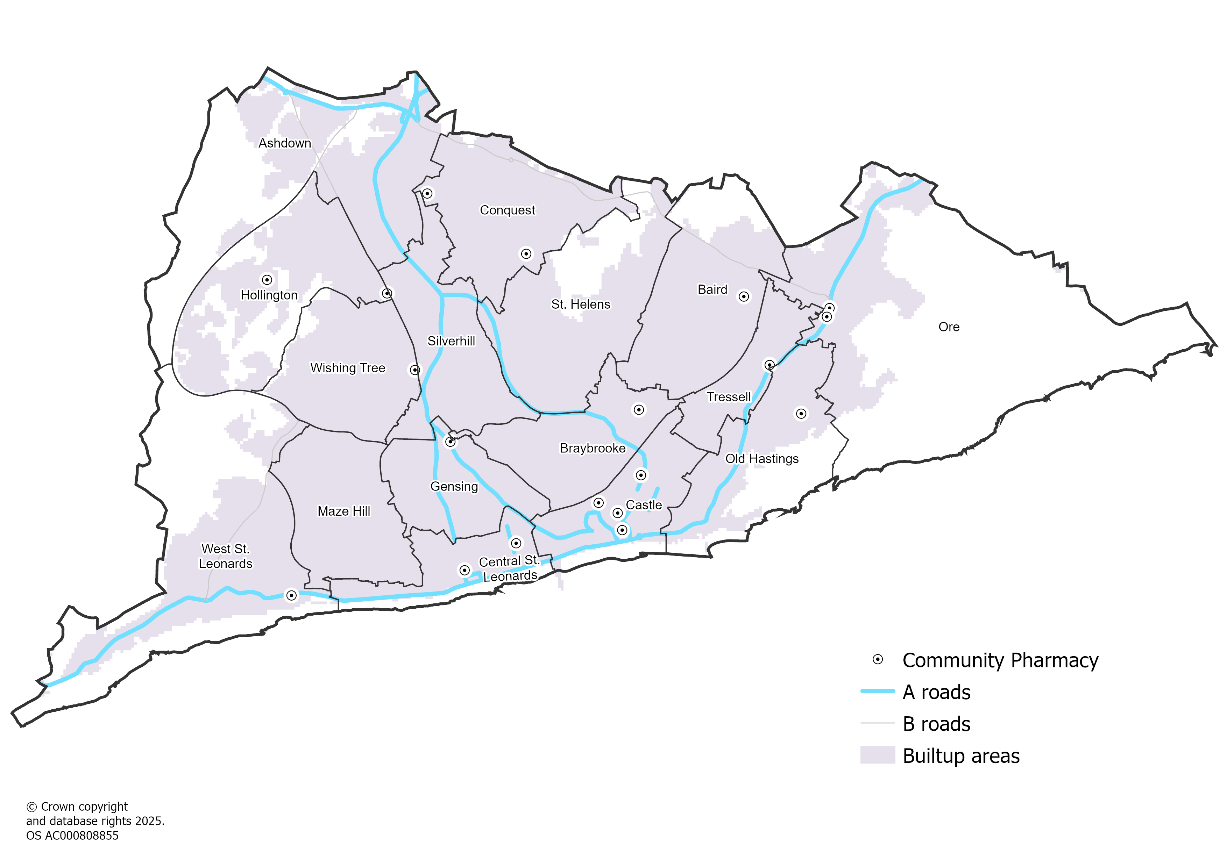 Ashdown
Conquest
Hollington
Baird
St. Helens
Ore
Silverhill
Wishing Tree
Tressell
Braybrooke
Old Hastings
Gensing
Castle
Maze Hill
West St.
Leonards
Central St.
Leonards
Community Pharmacy
A roads
B roads
Builtup areas
© Crown copyright
and database rights 2025.
OS AC000808855